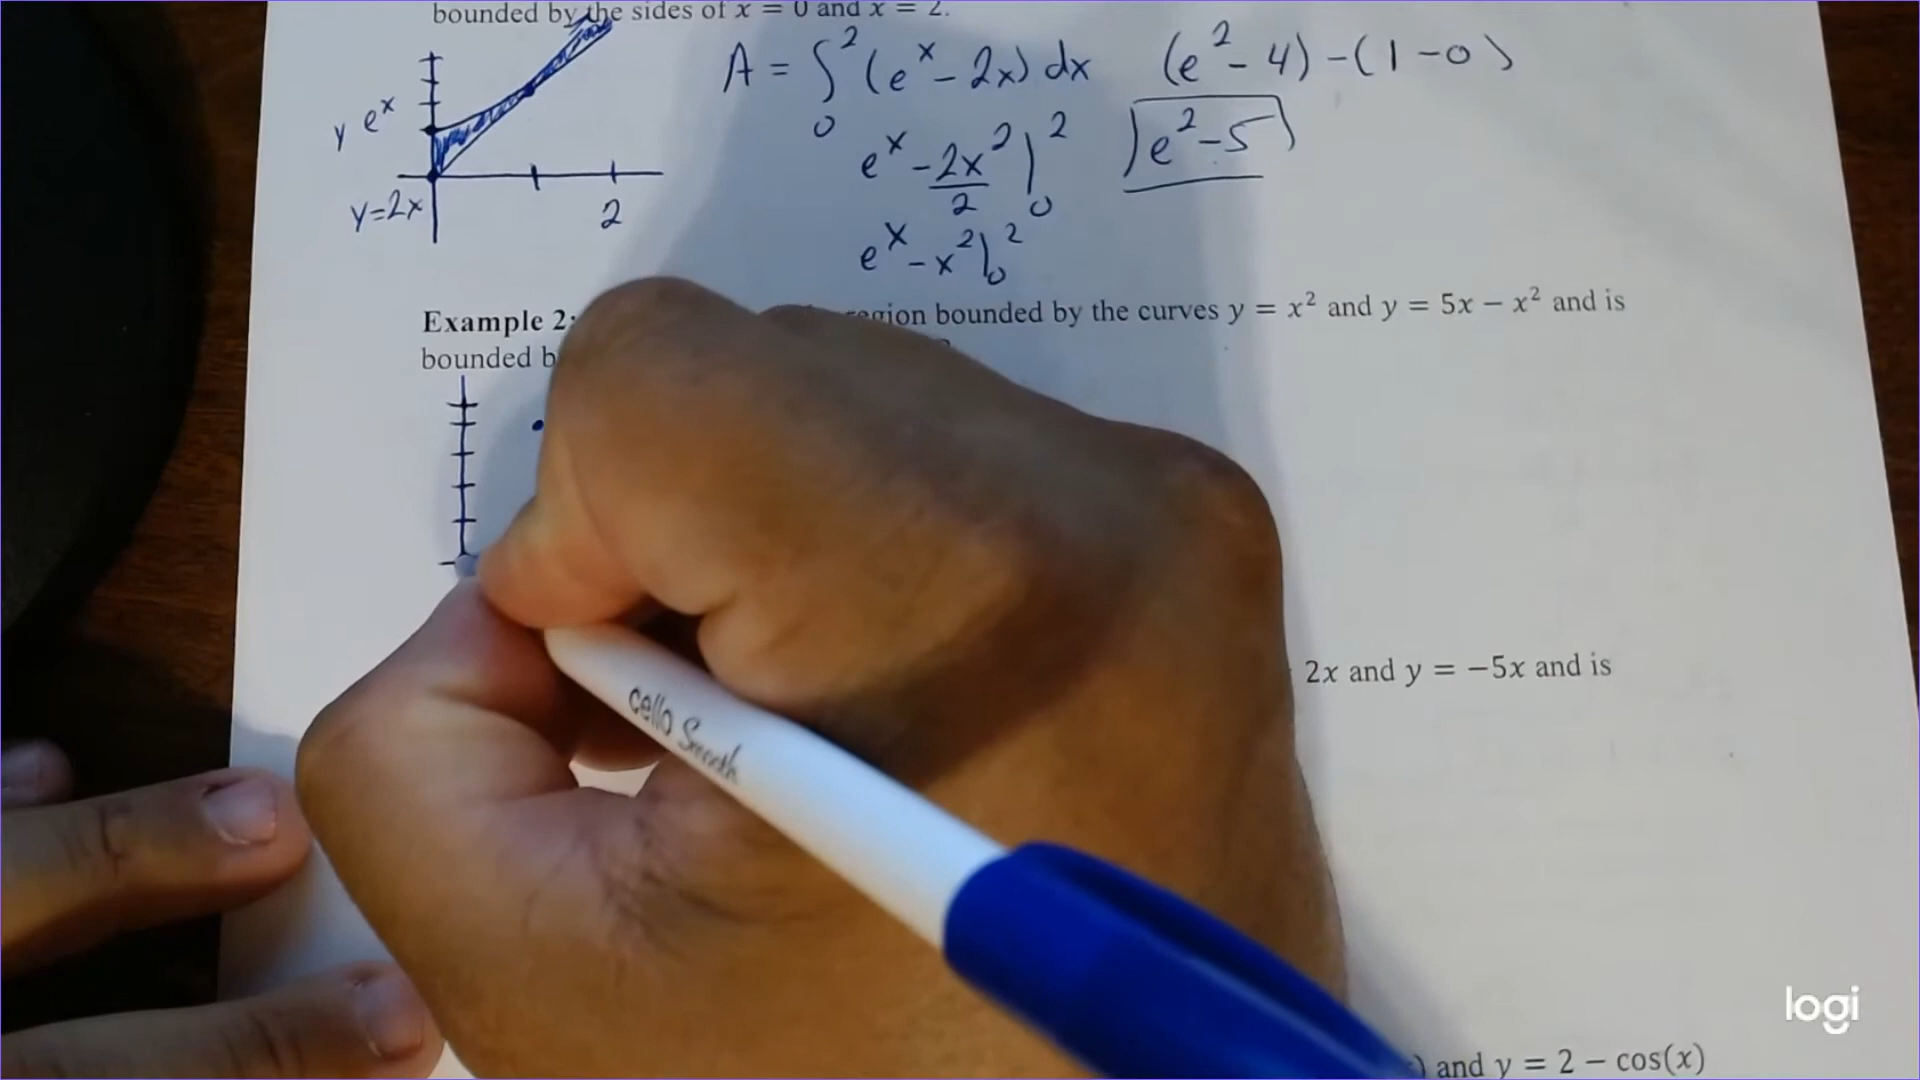 bounded by the sides of x = 0 and x = 2.
A = ∫₀² (eˣ - 2x) dx
(e² - 4) - (1 - 0)
y eˣ
eˣ - 2x²/2 |₀²
e² - 5
y=2x
2
eˣ - x² |₀²
Example 2: region bounded by the curves y = x² and y = 5x − x² and is
bounded
2x and y = −5x and is
cello Smooth
) and y = 2 − cos(x)
logi